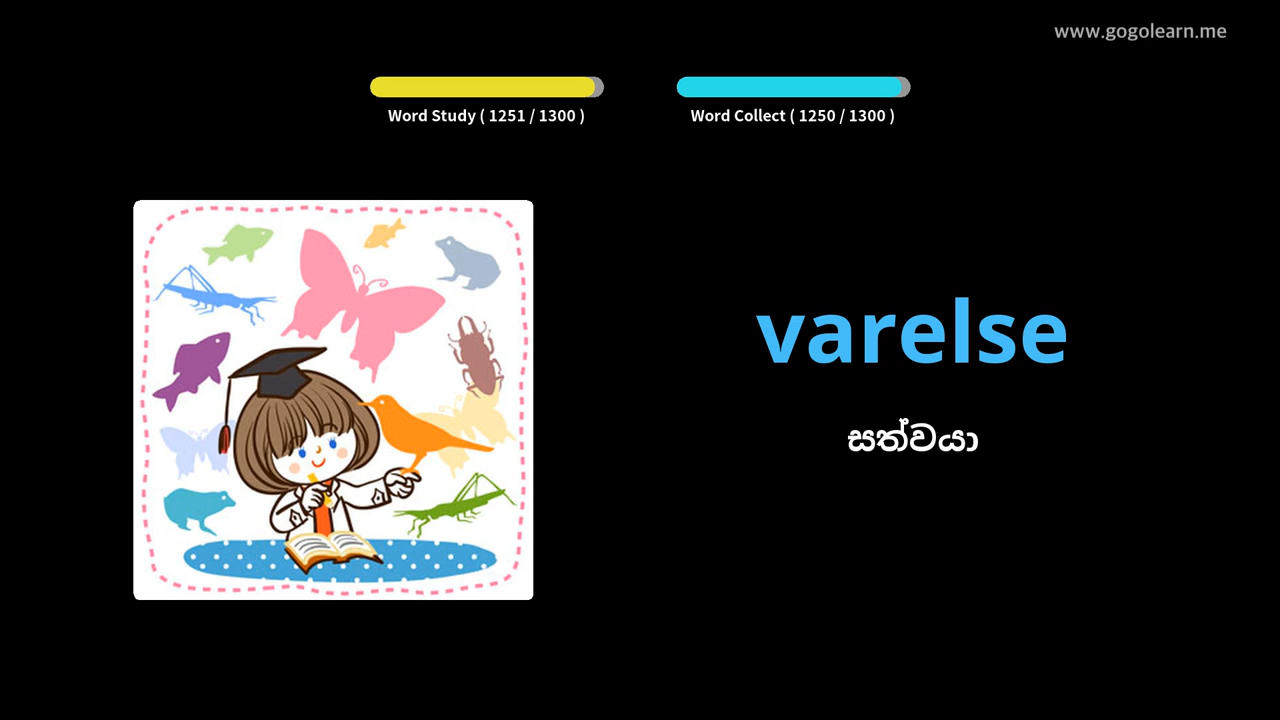 www.gogolearn.me
Word Study ( 1251 / 1300 )
Word Collect ( 1250 / 1300 )
varelse
සත්වයා